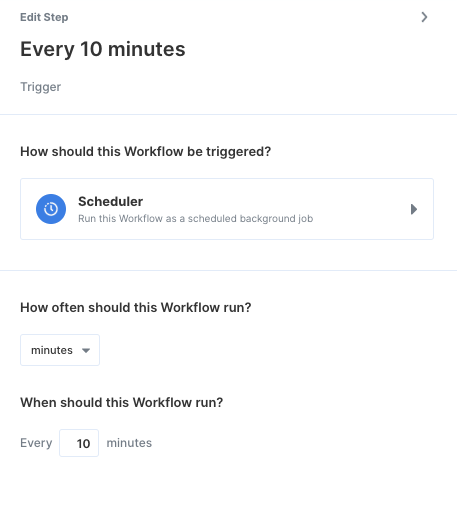 Edit Step
Every 10 minutes
Trigger
How should this Workflow be triggered?
Scheduler
Run this Workflow as a scheduled background job
How often should this Workflow run?
minutes
When should this Workflow run?
Every 10 minutes